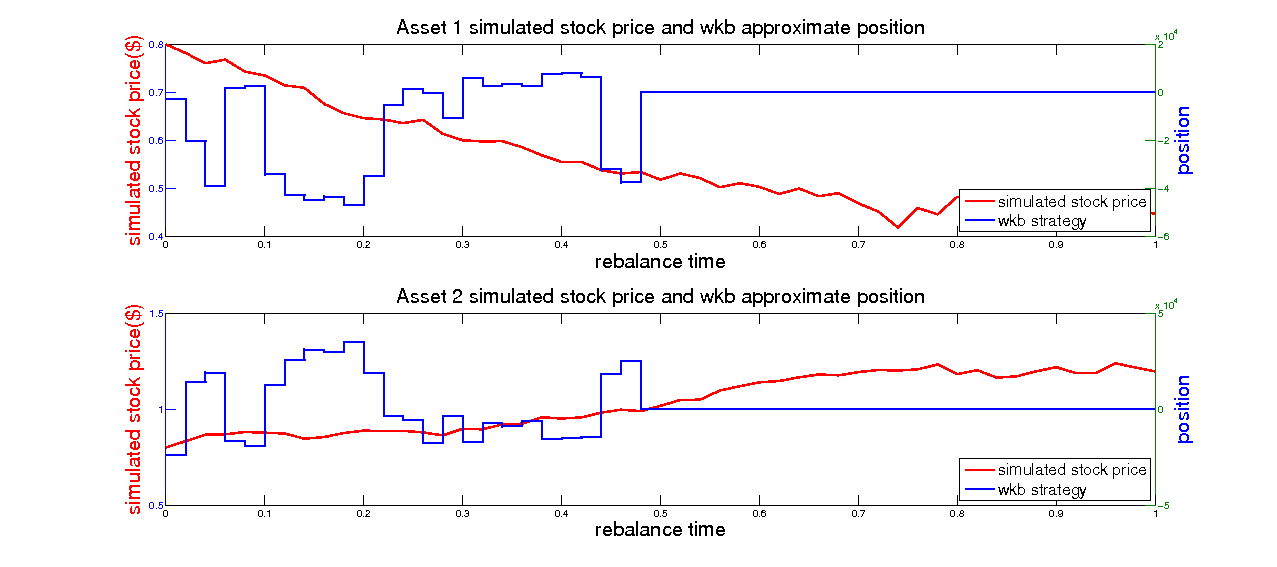 Asset 1 simulated stock price and wkb approximate position
x 10^4
0.8
0.7
0.6
0.5
0.4
simulated stock price($)
2
0
−2
−4
−6
position
simulated stock price
wkb strategy
0 0.1 0.2 0.3 0.4 0.5 0.6 0.7 0.8 0.9 1
rebalance time
Asset 2 simulated stock price and wkb approximate position
x 10^4
1.5
1
0.5
simulated stock price($)
5
0
−5
position
simulated stock price
wkb strategy
0 0.1 0.2 0.3 0.4 0.5 0.6 0.7 0.8 0.9 1
rebalance time